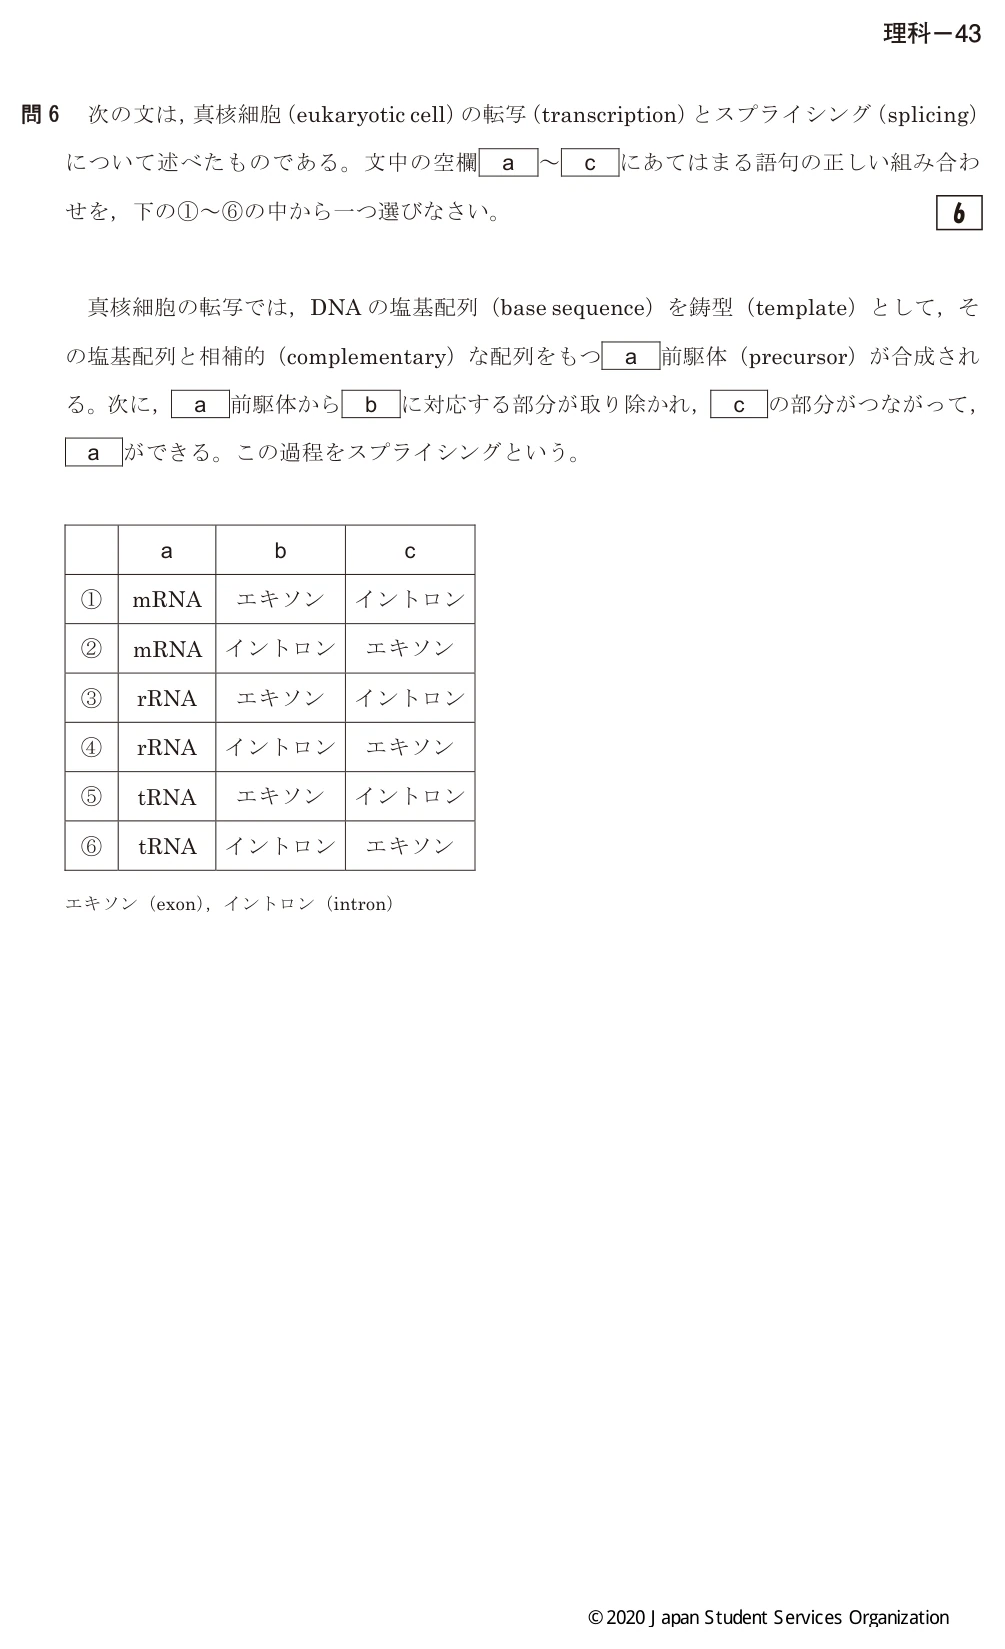 理科－43
問6　次の文は，真核細胞（eukaryotic cell）の転写（transcription）とスプライシング（splicing）
について述べたものである。文中の空欄 a ～ c にあてはまる語句の正しい組み合わ
せを，下の①～⑥の中から一つ選びなさい。 6
真核細胞の転写では，DNA の塩基配列（base sequence）を鋳型（template）として，そ
の塩基配列と相補的（complementary）な配列をもつ a 前駆体（precursor）が合成され
る。次に， a 前駆体から b に対応する部分が取り除かれ， c の部分がつながって，
a ができる。この過程をスプライシングという。
a b c
① mRNA エキソン イントロン
② mRNA イントロン エキソン
③ rRNA エキソン イントロン
④ rRNA イントロン エキソン
⑤ tRNA エキソン イントロン
⑥ tRNA イントロン エキソン
エキソン（exon），イントロン（intron）
© 2020 Japan Student Services Organization